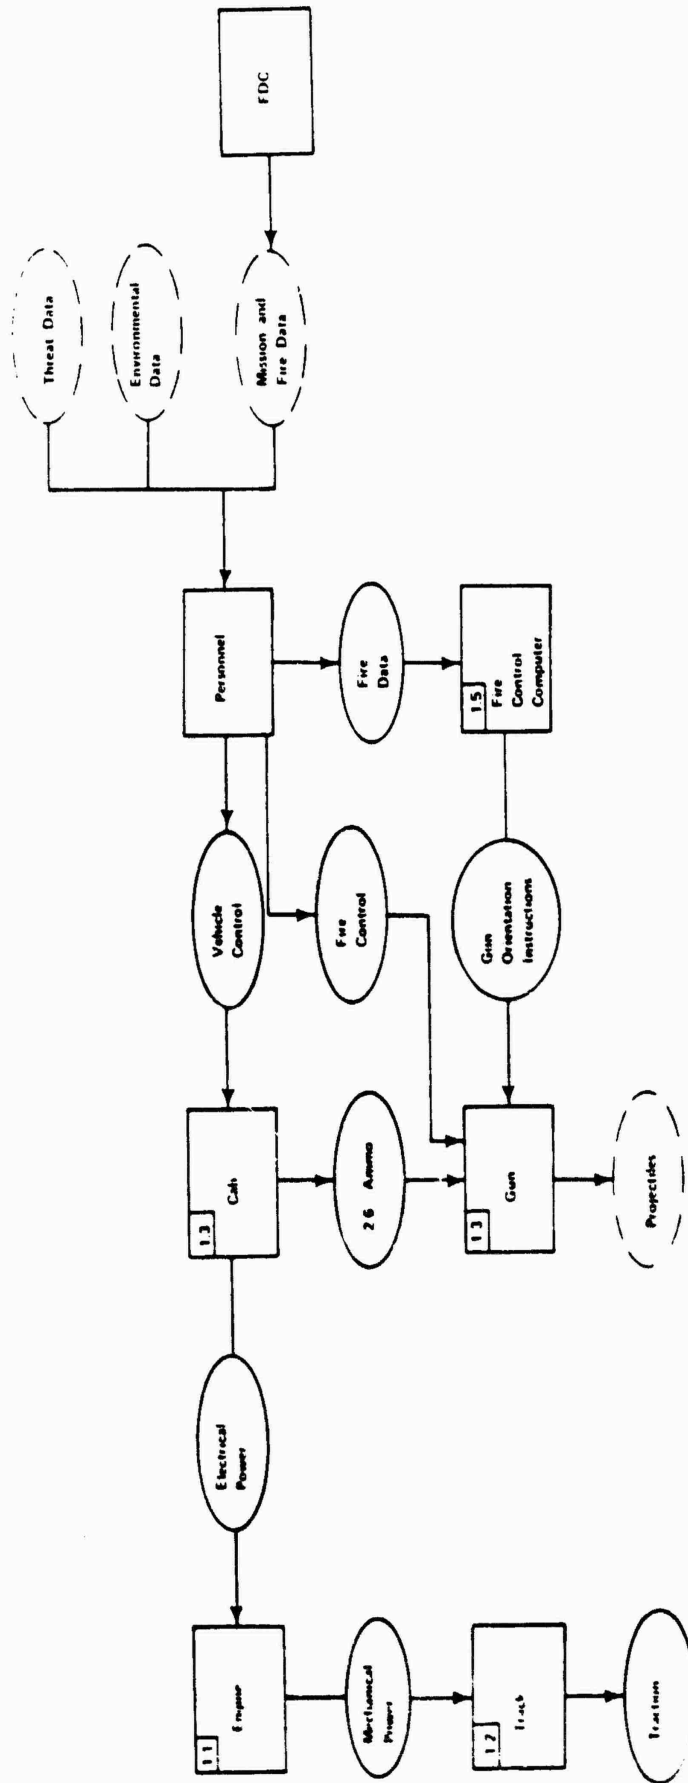 FDC
Threat Data
Environmental
Data
Mission and
Fire Data
Personnel
Vehicle
Control
Fire
Control
Fire
Data
1.5
Fire
Control
Computer
Gun
Orientation
Instructions
1.3
Cab
2 6 Ammo
1 3
Gun
Projectiles
Electrical
Power
1 1
Engine
Mechanical
Power
1 2
Track
Traction